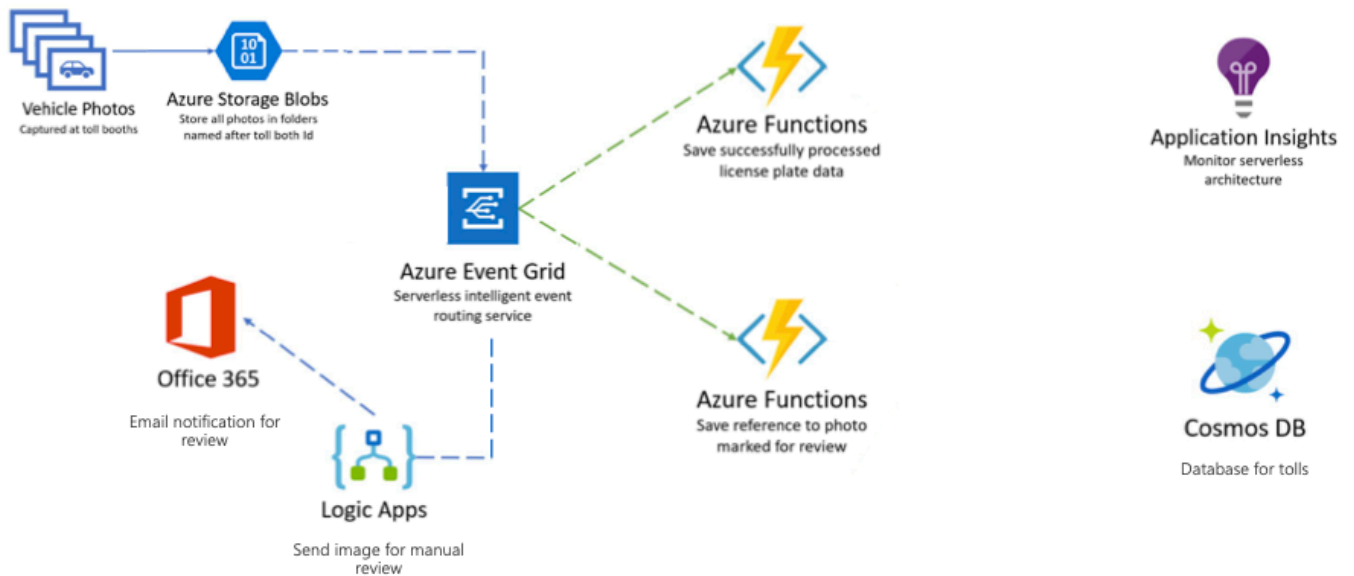 10
01
Vehicle Photos
Captured at toll booths
Azure Storage Blobs
Store all photos in folders
named after toll both Id
Azure Functions
Save successfully processed
license plate data
Application Insights
Monitor serverless
architecture
Azure Event Grid
Serverless intelligent event
routing service
Office 365
Email notification for
review
Azure Functions
Save reference to photo
marked for review
Cosmos DB
Database for tolls
Logic Apps
Send image for manual
review